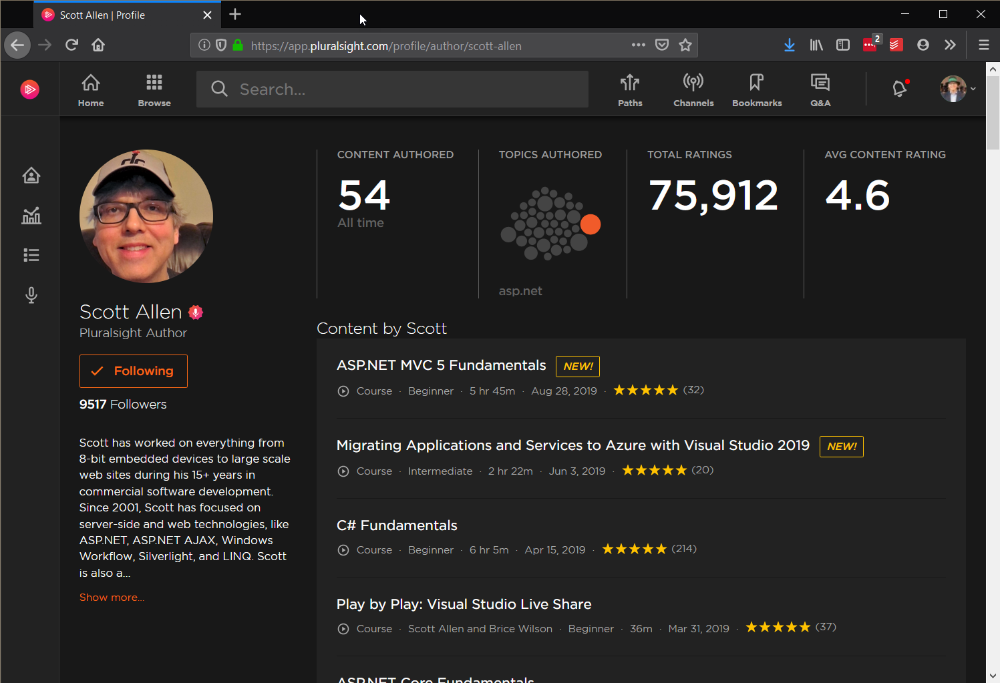 Scott Allen | Profile
https://app.pluralsight.com/profile/author/scott-allen
2
Home
Browse
Search...
Paths
Channels
Bookmarks
Q&A
CONTENT AUTHORED
54
All time
TOPICS AUTHORED
asp.net
TOTAL RATINGS
75,912
AVG CONTENT RATING
4.6
Scott Allen
Pluralsight Author
Following
9517 Followers
Scott has worked on everything from
8-bit embedded devices to large scale
web sites during his 15+ years in
commercial software development.
Since 2001, Scott has focused on
server-side and web technologies, like
ASP.NET, ASP.NET AJAX, Windows
Workflow, Silverlight, and LINQ. Scott
is also a...
Show more...
Content by Scott
ASP.NET MVC 5 Fundamentals NEW!
Course · Beginner · 5 hr 45m · Aug 28, 2019 · ★★★★★ (32)
Migrating Applications and Services to Azure with Visual Studio 2019 NEW!
Course · Intermediate · 2 hr 22m · Jun 3, 2019 · ★★★★★ (20)
C# Fundamentals
Course · Beginner · 6 hr 5m · Apr 15, 2019 · ★★★★★ (214)
Play by Play: Visual Studio Live Share
Course · Scott Allen and Brice Wilson · Beginner · 36m · Mar 31, 2019 · ★★★★★ (37)
ASP.NET Core Fundamentals